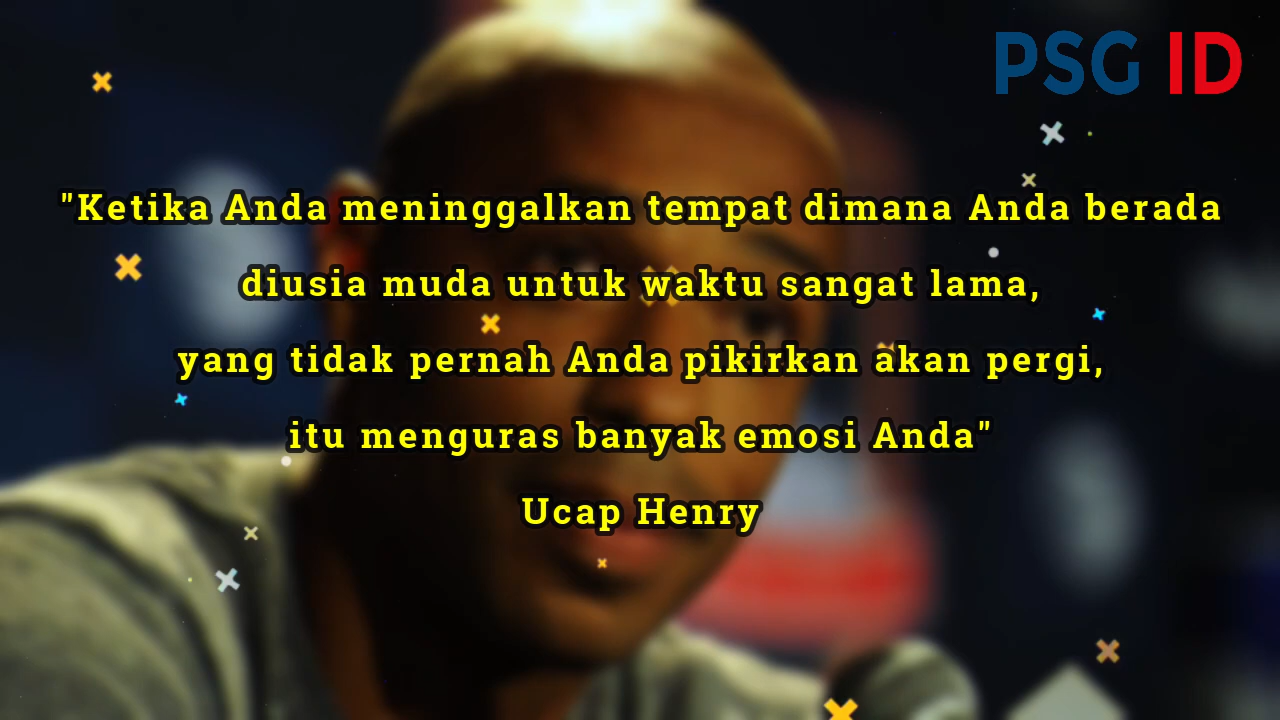 PSG ID
"Ketika Anda meninggalkan tempat dimana Anda berada
diusia muda untuk waktu sangat lama,
yang tidak pernah Anda pikirkan akan pergi,
itu menguras banyak emosi Anda"
Ucap Henry